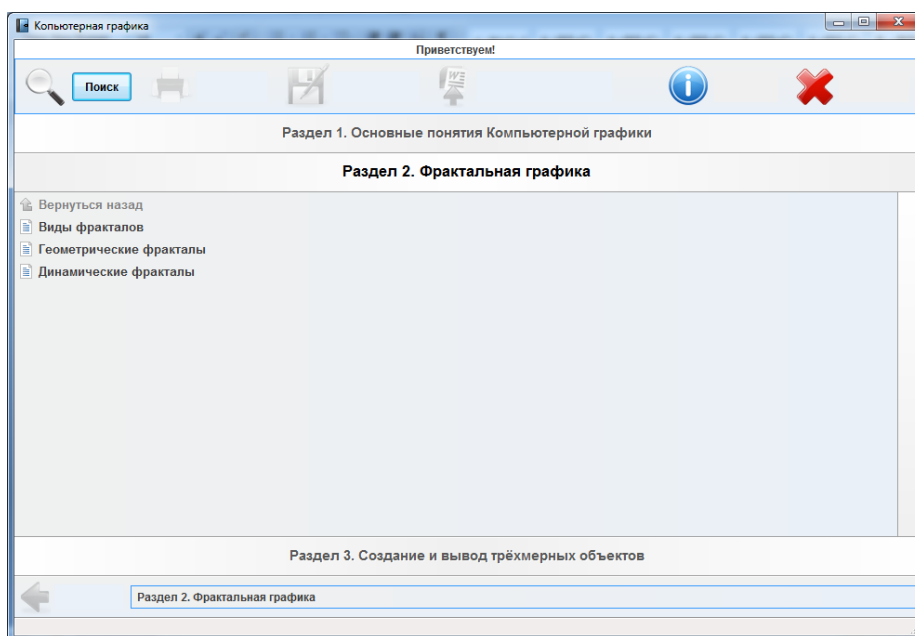 Копьютерная графика
Приветствуем!
Поиск
W
Раздел 1. Основные понятия Компьютерной графики
Раздел 2. Фрактальная графика
Вернуться назад
Виды фракталов
Геометрические фракталы
Динамические фракталы
Раздел 3. Создание и вывод трёхмерных объектов
Раздел 2. Фрактальная графика